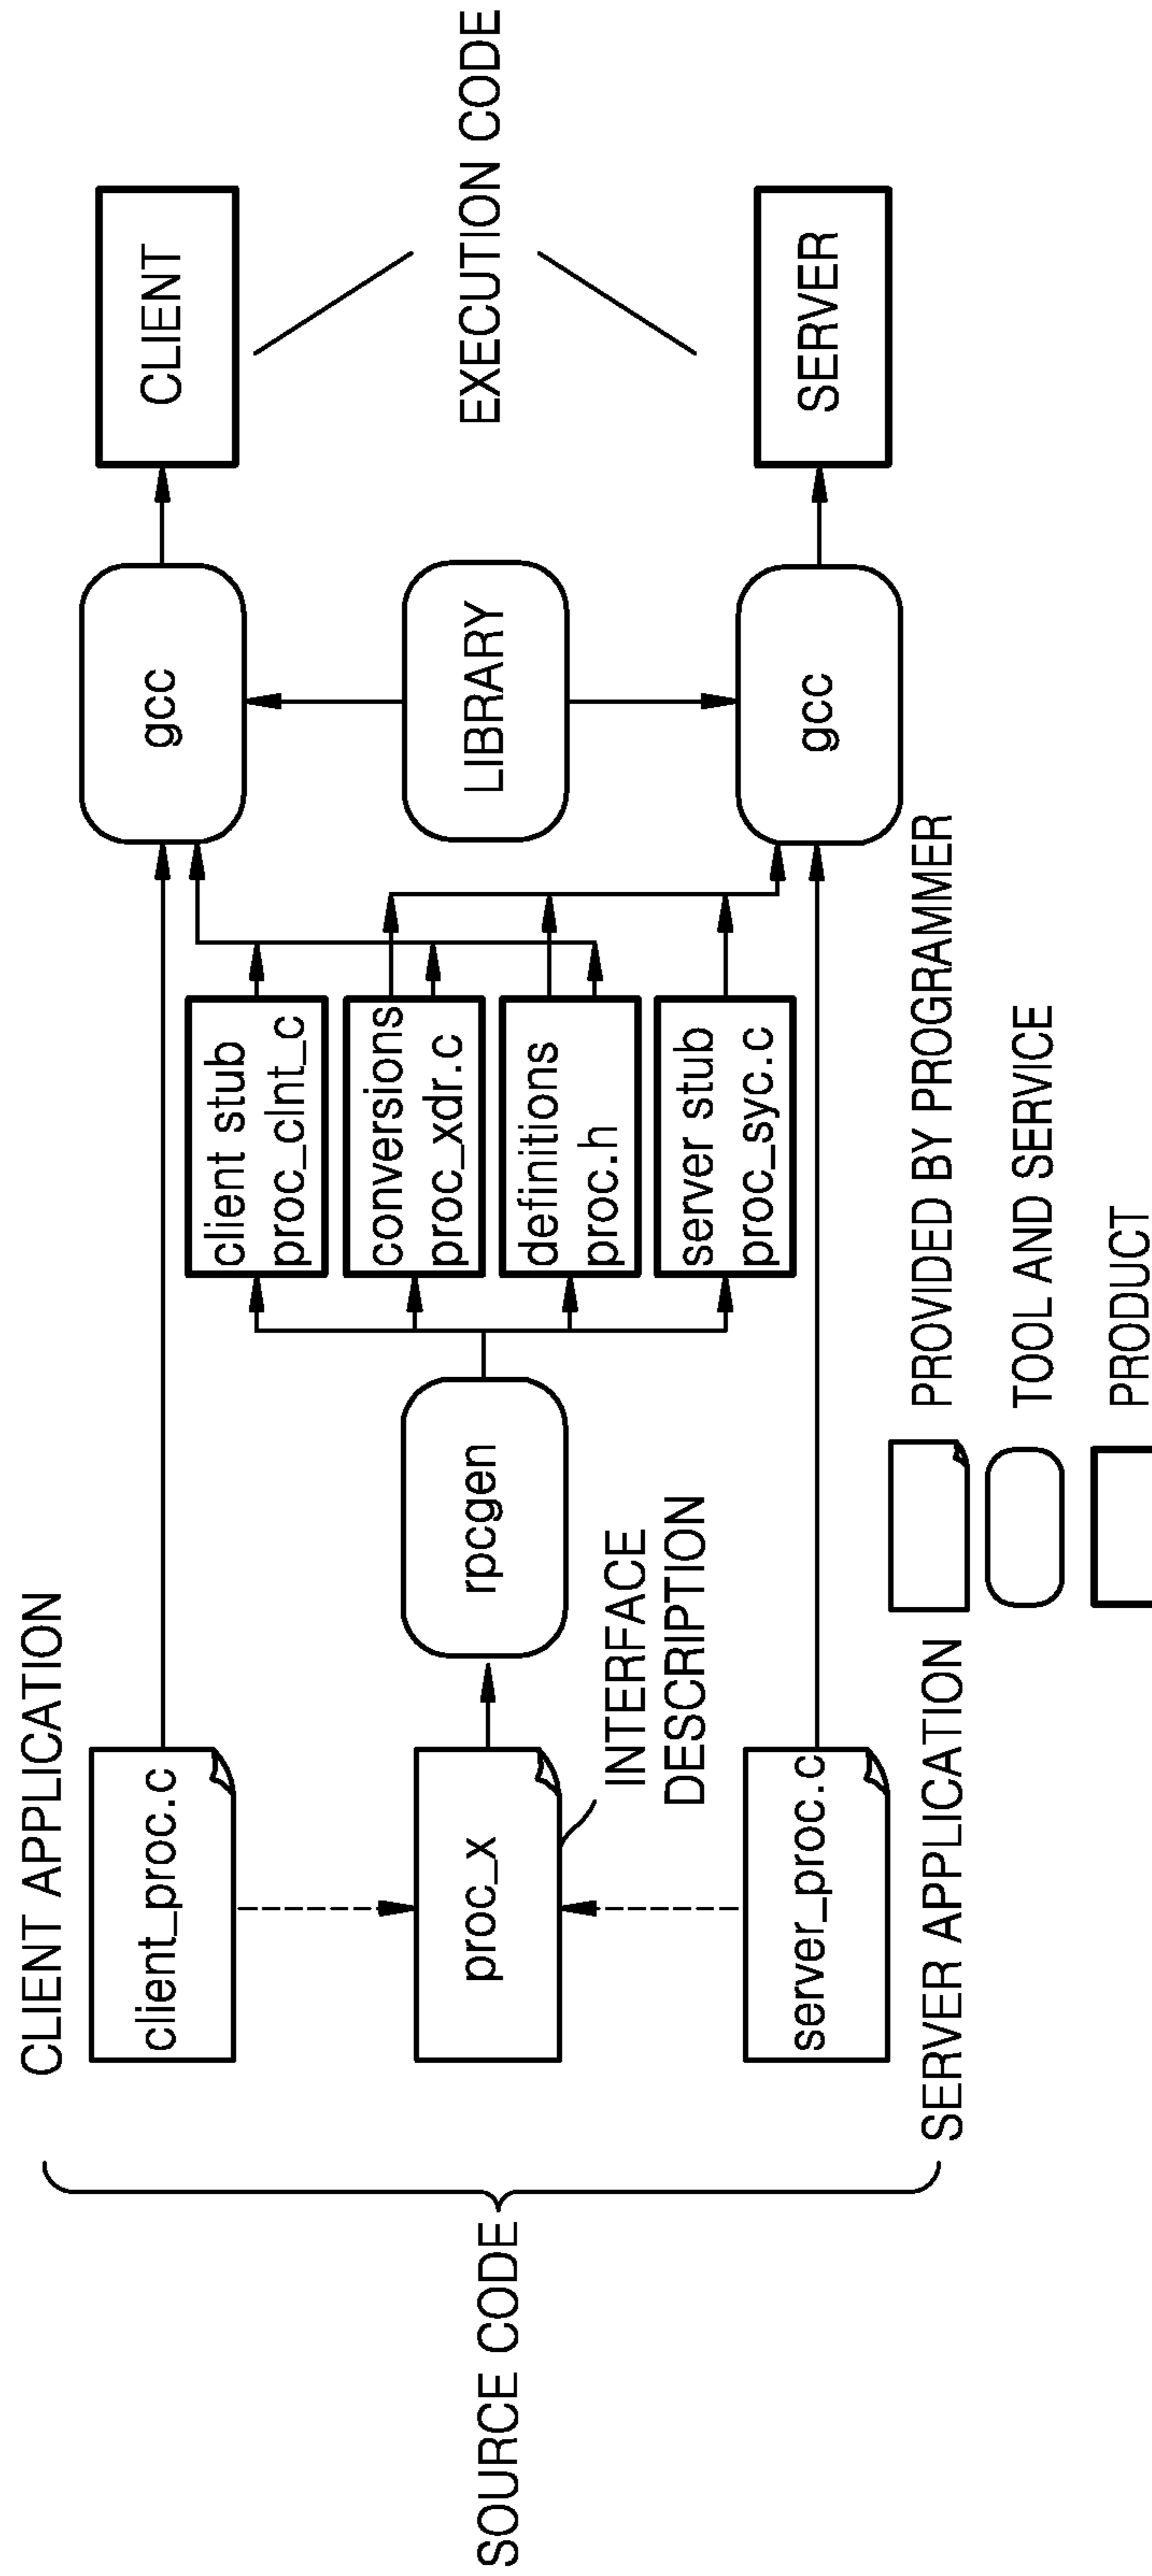 SOURCE CODE
CLIENT APPLICATION
client_proc.c
proc_x
INTERFACE
DESCRIPTION
server_proc.c
SERVER APPLICATION
rpcgen
client stub
proc_clnt_c
conversions
proc_xdr.c
definitions
proc.h
server stub
proc_syc.c
gcc
LIBRARY
gcc
CLIENT
EXECUTION CODE
SERVER
PROVIDED BY PROGRAMMER
TOOL AND SERVICE
PRODUCT